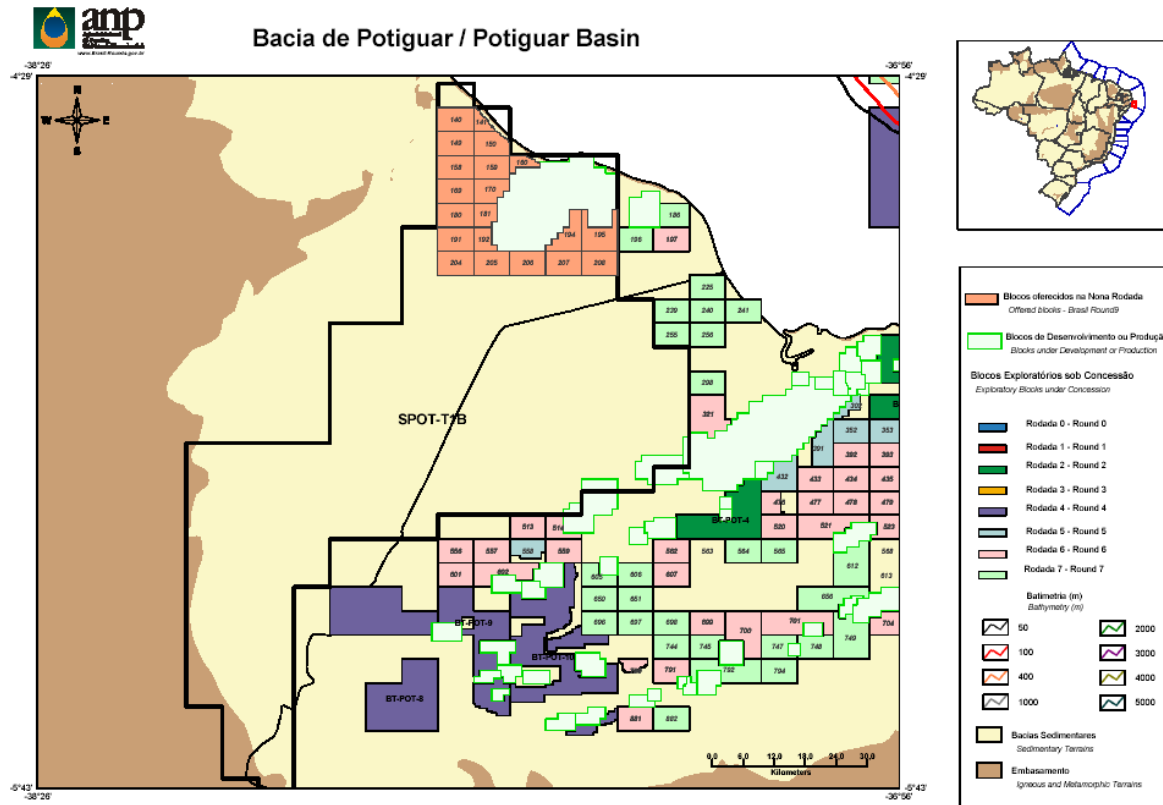 anp
www.Brasil-Rounds.gov.br
Bacia de Potiguar / Potiguar Basin
-38°26'
-36°56'
-4°29'
-4°29'
N
W E
S
140
141
149
150
158
159
160
169
170
180
181
186
191
192
194
195
196
197
204
205
206
207
208
225
239
240
241
255
256
298
321
SPOT-T1B
352
353
391
392
393
432
433
434
435
477
478
479
513
514
BT-POT-4
520
521
523
556
557
558
559
562
563
564
565
568
601
602
605
606
607
612
613
650
651
656
BT-POT-9
696
697
698
699
700
701
704
BT-POT-10
744
745
747
748
749
BT-POT-8
791
792
794
881
882
0,0 6,0 12,0 18,0 24,0 30,0
Kilometers
-5°43'
-5°43'
-38°26'
-36°56'
Blocos oferecidos na Nona Rodada
Offered blocks - Brasil Round9
Blocos de Desenvolvimento ou Produçã
Blocks under Development or Production
Blocos Exploratórios sob Concessão
Exploratory Blocks under Concession
Rodada 0 - Round 0
Rodada 1 - Round 1
Rodada 2 - Round 2
Rodada 3 - Round 3
Rodada 4 - Round 4
Rodada 5 - Round 5
Rodada 6 - Round 6
Rodada 7 - Round 7
Batimetria (m)
Bathymetry (m)
50 2000
100 3000
400 4000
1000 5000
Bacias Sedimentares
Sedimentary Terrains
Embasamento
Igneous and Metamorphic Terrains